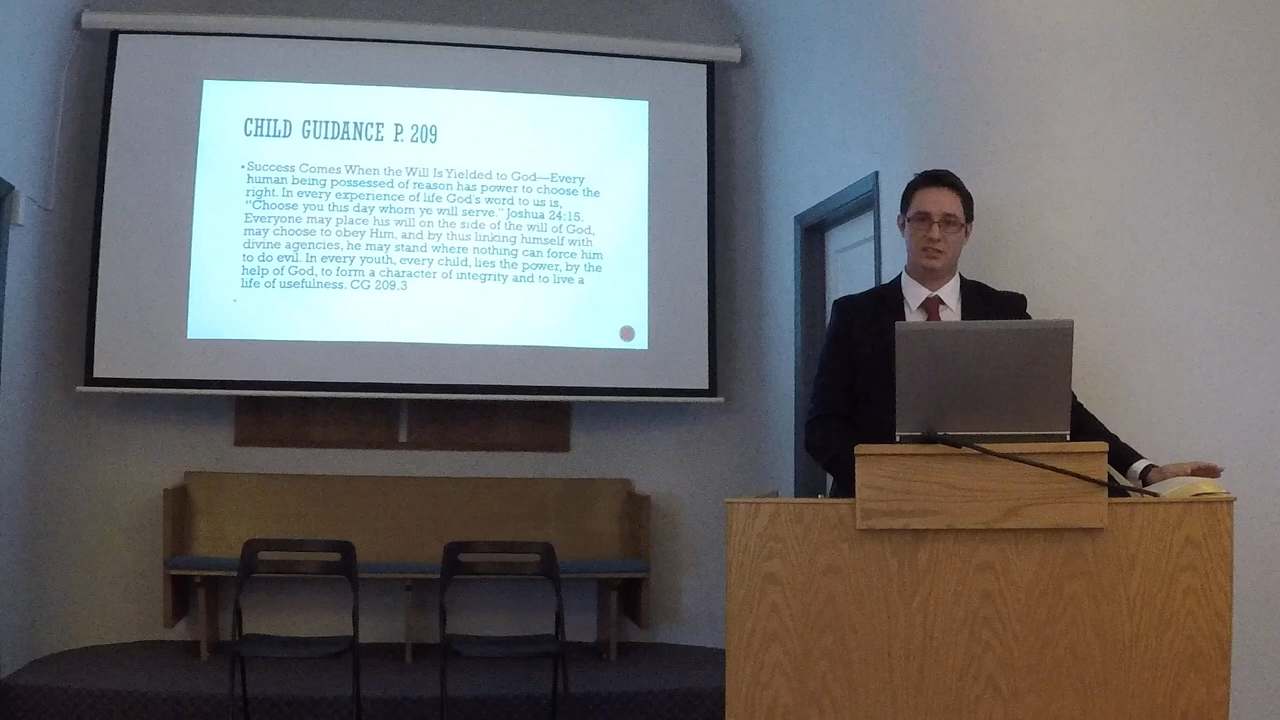 CHILD GUIDANCE P. 209
•Success Comes When the Will Is Yielded to God—Every
human being possessed of reason has power to choose the
right. In every experience of life God's word to us is,
"Choose you this day whom ye will serve." Joshua 24:15.
Everyone may place his will on the side of the will of God,
may choose to obey Him, and by thus linking himself with
divine agencies, he may stand where nothing can force him
to do evil. In every youth, every child, lies the power, by the
help of God, to form a character of integrity and to live a
life of usefulness. CG 209.3